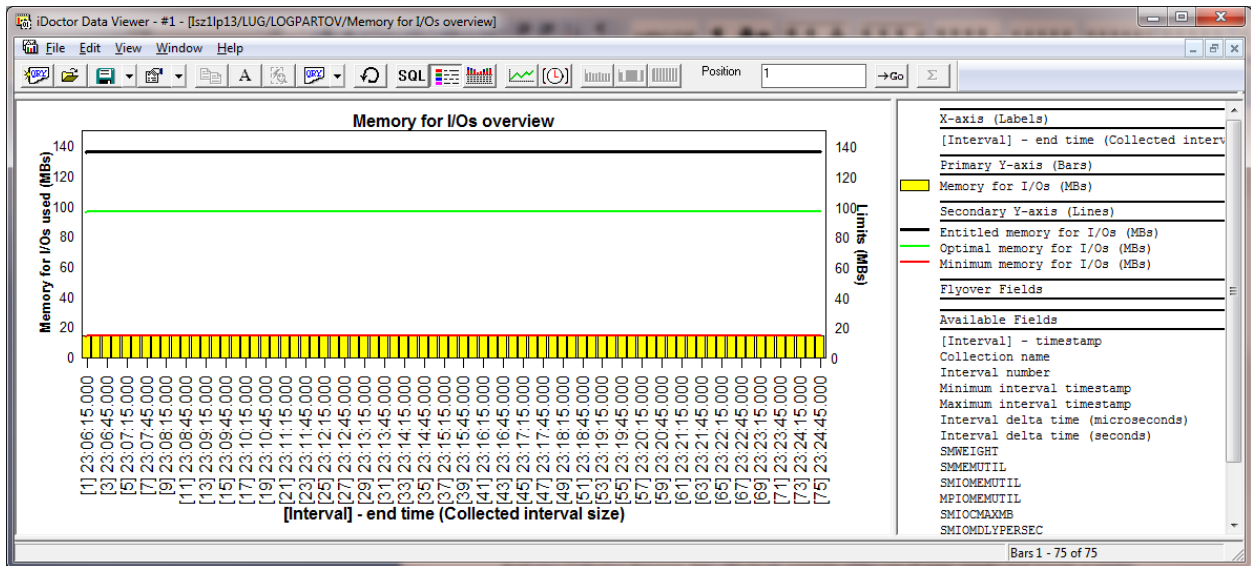 iDoctor Data Viewer - #1 - [Isz1lp13/LUG/LOGPARTOV/Memory for I/Os overview]
File Edit View Window Help
QRY A QRY SQL Position 1 →Go Σ
Memory for I/Os overview
Memory for I/Os used (MBs)
140
120
100
80
60
40
20
0
140
120
100
80
60
40
20
0
Limits (MBs)
[1] 23:06:15.000
[3] 23:06:45.000
[5] 23:07:15.000
[7] 23:07:45.000
[9] 23:08:15.000
[11] 23:08:45.000
[13] 23:09:15.000
[15] 23:09:45.000
[17] 23:10:15.000
[19] 23:10:45.000
[21] 23:11:15.000
[23] 23:11:45.000
[25] 23:12:15.000
[27] 23:12:45.000
[29] 23:13:15.000
[31] 23:13:45.000
[33] 23:14:15.000
[35] 23:14:45.000
[37] 23:15:15.000
[39] 23:15:45.000
[41] 23:16:15.000
[43] 23:16:45.000
[45] 23:17:15.000
[47] 23:17:45.000
[49] 23:18:15.000
[51] 23:18:45.000
[53] 23:19:15.000
[55] 23:19:45.000
[57] 23:20:15.000
[59] 23:20:45.000
[61] 23:21:15.000
[63] 23:21:45.000
[65] 23:22:15.000
[67] 23:22:45.000
[69] 23:23:15.000
[71] 23:23:45.000
[73] 23:24:15.000
[75] 23:24:45.000
[Interval] - end time (Collected interval size)
X-axis (Labels)
[Interval] - end time (Collected interv
Primary Y-axis (Bars)
Memory for I/Os (MBs)
Secondary Y-axis (Lines)
Entitled memory for I/Os (MBs)
Optimal memory for I/Os (MBs)
Minimum memory for I/Os (MBs)
Flyover Fields
Available Fields
[Interval] - timestamp
Collection name
Interval number
Minimum interval timestamp
Maximum interval timestamp
Interval delta time (microseconds)
Interval delta time (seconds)
SMWEIGHT
SMMEMUTIL
SMIOMEMUTIL
MPIOMEMUTIL
SMIOCMAXMB
SMIOMDLYPERSEC
Bars 1 - 75 of 75